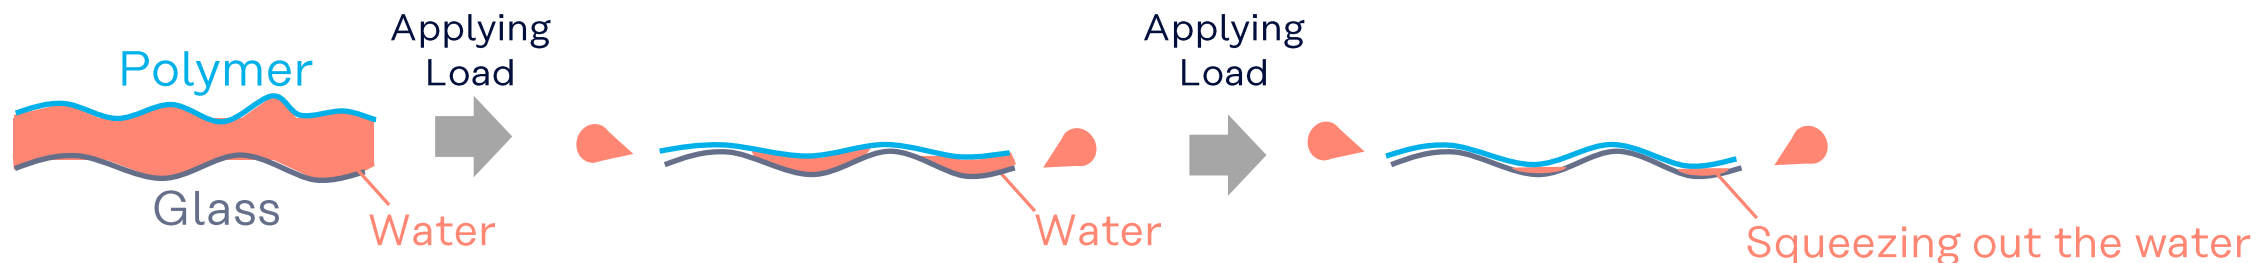 Polymer
Glass
Water
Applying
Load
Water
Applying
Load
Squeezing out the water